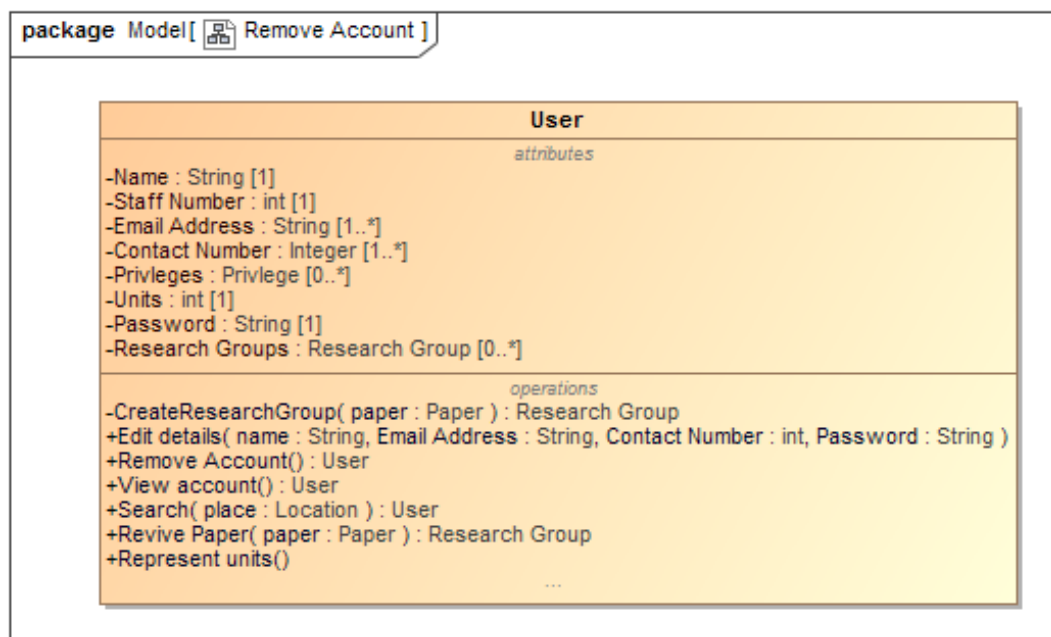 package Model[ Remove Account ]
User
attributes
-Name : String [1]
-Staff Number : int [1]
-Email Address : String [1..*]
-Contact Number : Integer [1..*]
-Privleges : Privlege [0..*]
-Units : int [1]
-Password : String [1]
-Research Groups : Research Group [0..*]
operations
-CreateResearchGroup( paper : Paper ) : Research Group
+Edit details( name : String, Email Address : String, Contact Number : int, Password : String )
+Remove Account() : User
+View account() : User
+Search( place : Location ) : User
+Revive Paper( paper : Paper ) : Research Group
+Represent units()
...